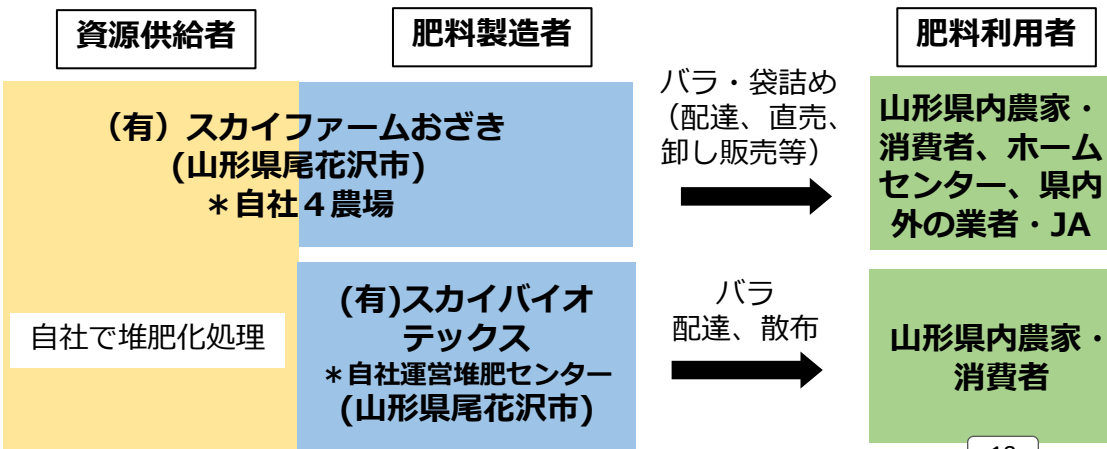 資源供給者
肥料製造者
肥料利用者
（有）スカイファームおざき
(山形県尾花沢市)
＊自社４農場
バラ・袋詰め
（配達、直売、
卸し販売等）
山形県内農家・
消費者、ホーム
センター、県内
外の業者・JA
自社で堆肥化処理
(有)スカイバイオ
テックス
＊自社運営堆肥センター
(山形県尾花沢市)
バラ
配達、散布
山形県内農家・
消費者